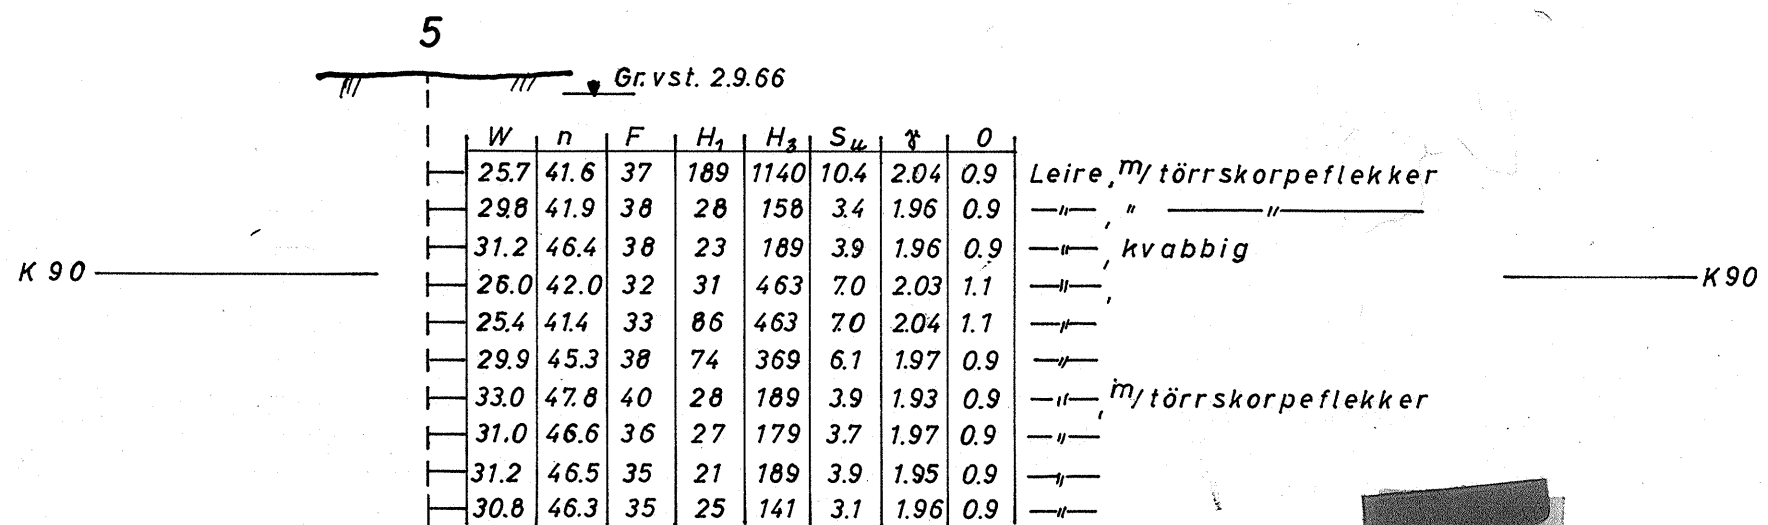 5
Gr.vst. 2.9.66
W n F H₁ H₃ Sᵤ γ O
25.7 41.6 37 189 1140 10.4 2.04 0.9 Leire, m/törrskorpeflekker
29.8 41.9 38 28 158 3.4 1.96 0.9 —〃—, 〃 —〃—
31.2 46.4 38 23 189 3.9 1.96 0.9 —〃—, kvabbig
K 90 K 90
26.0 42.0 32 31 463 7.0 2.03 1.1 —〃—,
25.4 41.4 33 86 463 7.0 2.04 1.1 —〃—
29.9 45.3 38 74 369 6.1 1.97 0.9 —〃—
33.0 47.8 40 28 189 3.9 1.93 0.9 —〃—, m/törrskorpeflekker
31.0 46.6 36 27 179 3.7 1.97 0.9 —〃—
31.2 46.5 35 21 189 3.9 1.95 0.9 —〃—
30.8 46.3 35 25 141 3.1 1.96 0.9 —〃—